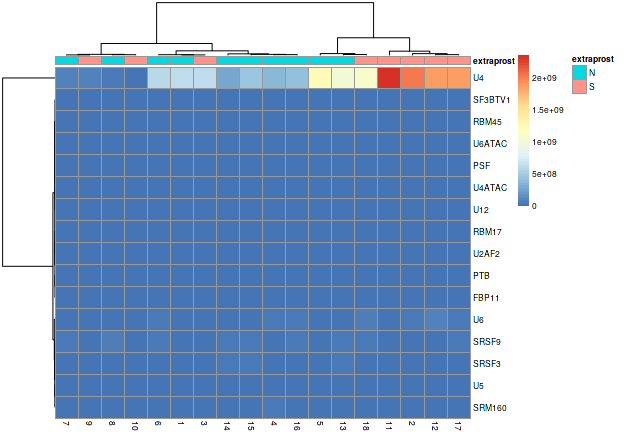 extraprost
U4
SF3BTV1
RBM45
U6ATAC
PSF
U4ATAC
U12
RBM17
U2AF2
PTB
FBP11
U6
SRSF9
SRSF3
U5
SRM160
7 9 8 10 6 1 3 14 15 4 16 5 13 18 11 2 12 17
2e+09
1.5e+09
1e+09
5e+08
0
extraprost
N
S